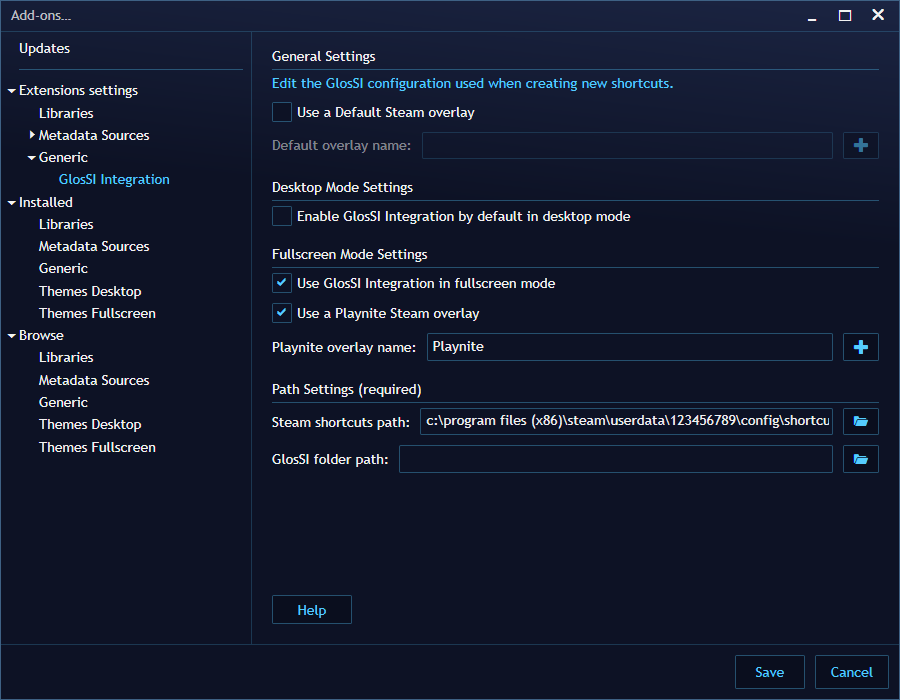 Add-ons...
Updates
Extensions settings
Libraries
Metadata Sources
Generic
GlosSI Integration
Installed
Libraries
Metadata Sources
Generic
Themes Desktop
Themes Fullscreen
Browse
Libraries
Metadata Sources
Generic
Themes Desktop
Themes Fullscreen
General Settings
Edit the GlosSI configuration used when creating new shortcuts.
Use a Default Steam overlay
Default overlay name:
Desktop Mode Settings
Enable GlosSI Integration by default in desktop mode
Fullscreen Mode Settings
Use GlosSI Integration in fullscreen mode
Use a Playnite Steam overlay
Playnite overlay name: Playnite
Path Settings (required)
Steam shortcuts path: c:\program files (x86)\steam\userdata\123456789\config\shortcu
GlosSI folder path:
Help
Save Cancel